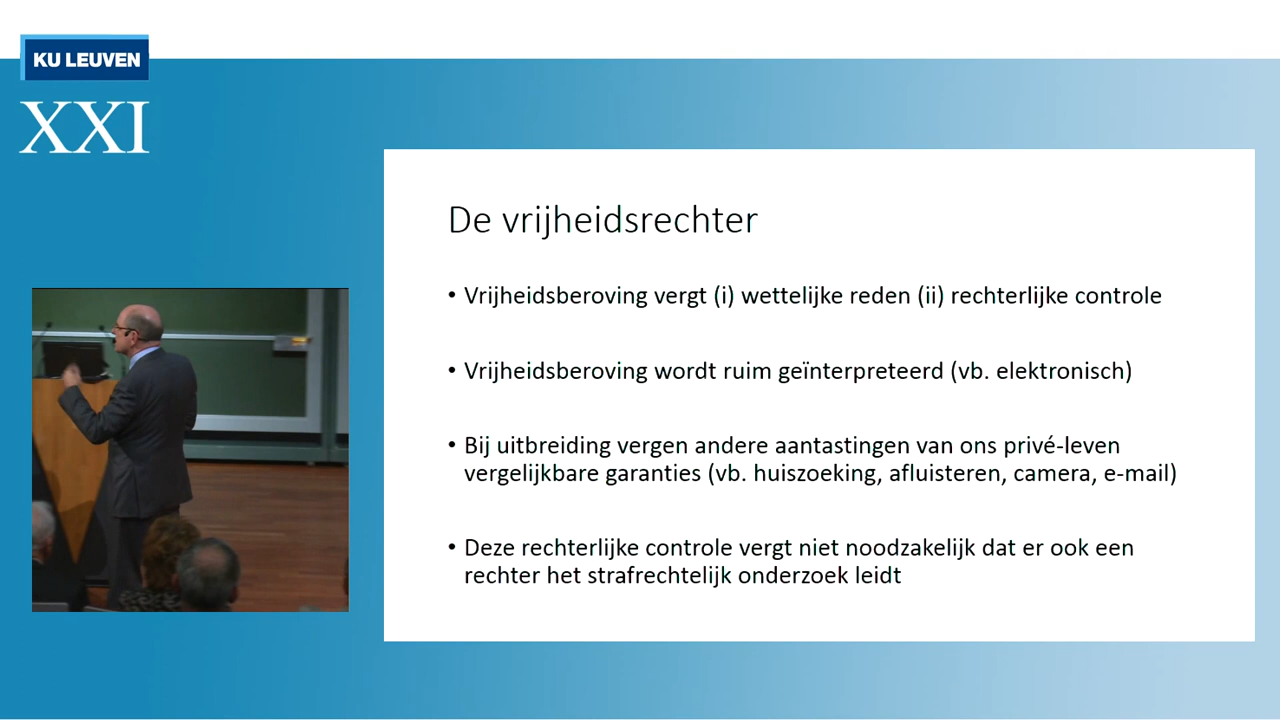 KU LEUVEN
XXI
De vrijheidsrechter
• Vrijheidsberoving vergt (i) wettelijke reden (ii) rechterlijke controle
• Vrijheidsberoving wordt ruim geïnterpreteerd (vb. elektronisch)
• Bij uitbreiding vergen andere aantastingen van ons privé-leven
vergelijkbare garanties (vb. huiszoeking, afluisteren, camera, e-mail)
• Deze rechterlijke controle vergt niet noodzakelijk dat er ook een
rechter het strafrechtelijk onderzoek leidt